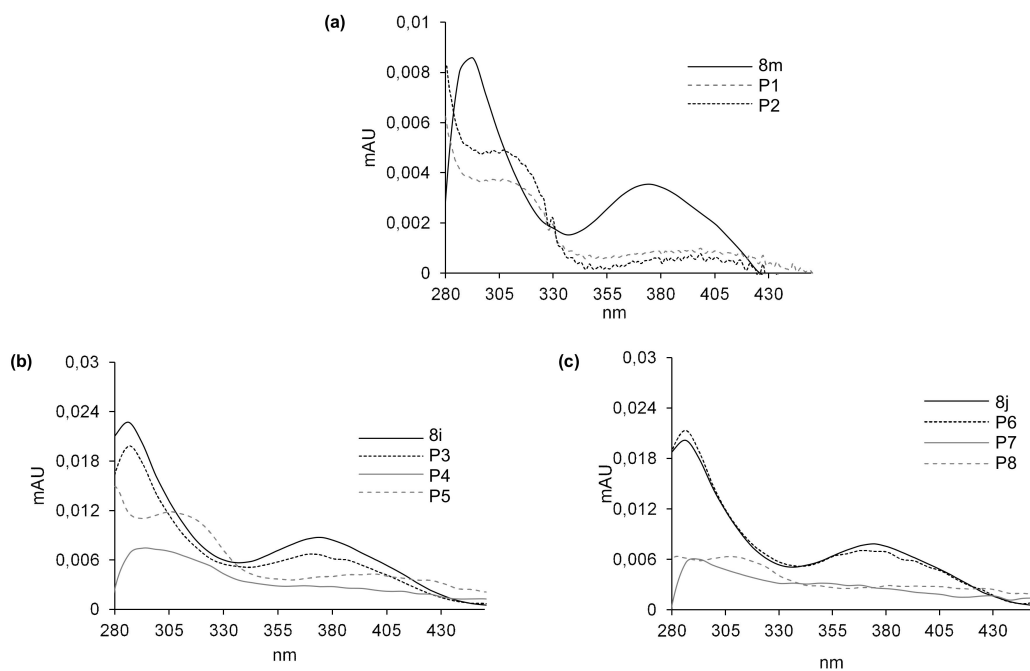 (a)
0,01
0,008
0,006
0,004
0,002
0
mAU
280 305 330 355 380 405 430
nm
8m
P1
P2
(b)
0,03
0,024
0,018
0,012
0,006
0
mAU
280 305 330 355 380 405 430
nm
8i
P3
P4
P5
(c)
0,03
0,024
0,018
0,012
0,006
0
mAU
280 305 330 355 380 405 430
nm
8j
P6
P7
P8